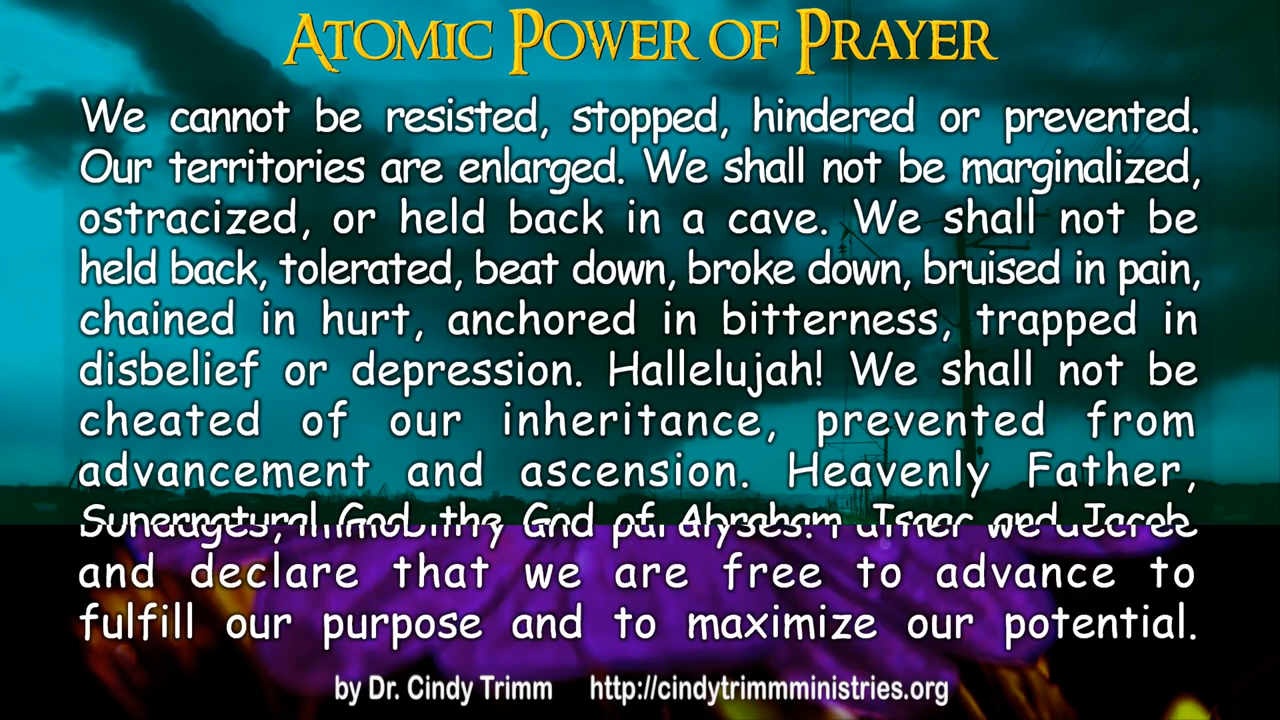 ATOMIC POWER OF PRAYER
We cannot be resisted, stopped, hindered or prevented.
Our territories are enlarged. We shall not be marginalized,
ostracized, or held back in a cave. We shall not be
held back, tolerated, beat down, broke down, bruised in pain,
chained in hurt, anchored in bitterness, trapped in
disbelief or depression. Hallelujah! We shall not be
cheated of our inheritance, prevented from
advancement and ascension. Heavenly Father,
and declare that we are free to advance to
fulfill our purpose and to maximize our potential.
by Dr. Cindy Trimm http://cindytrimmministries.org